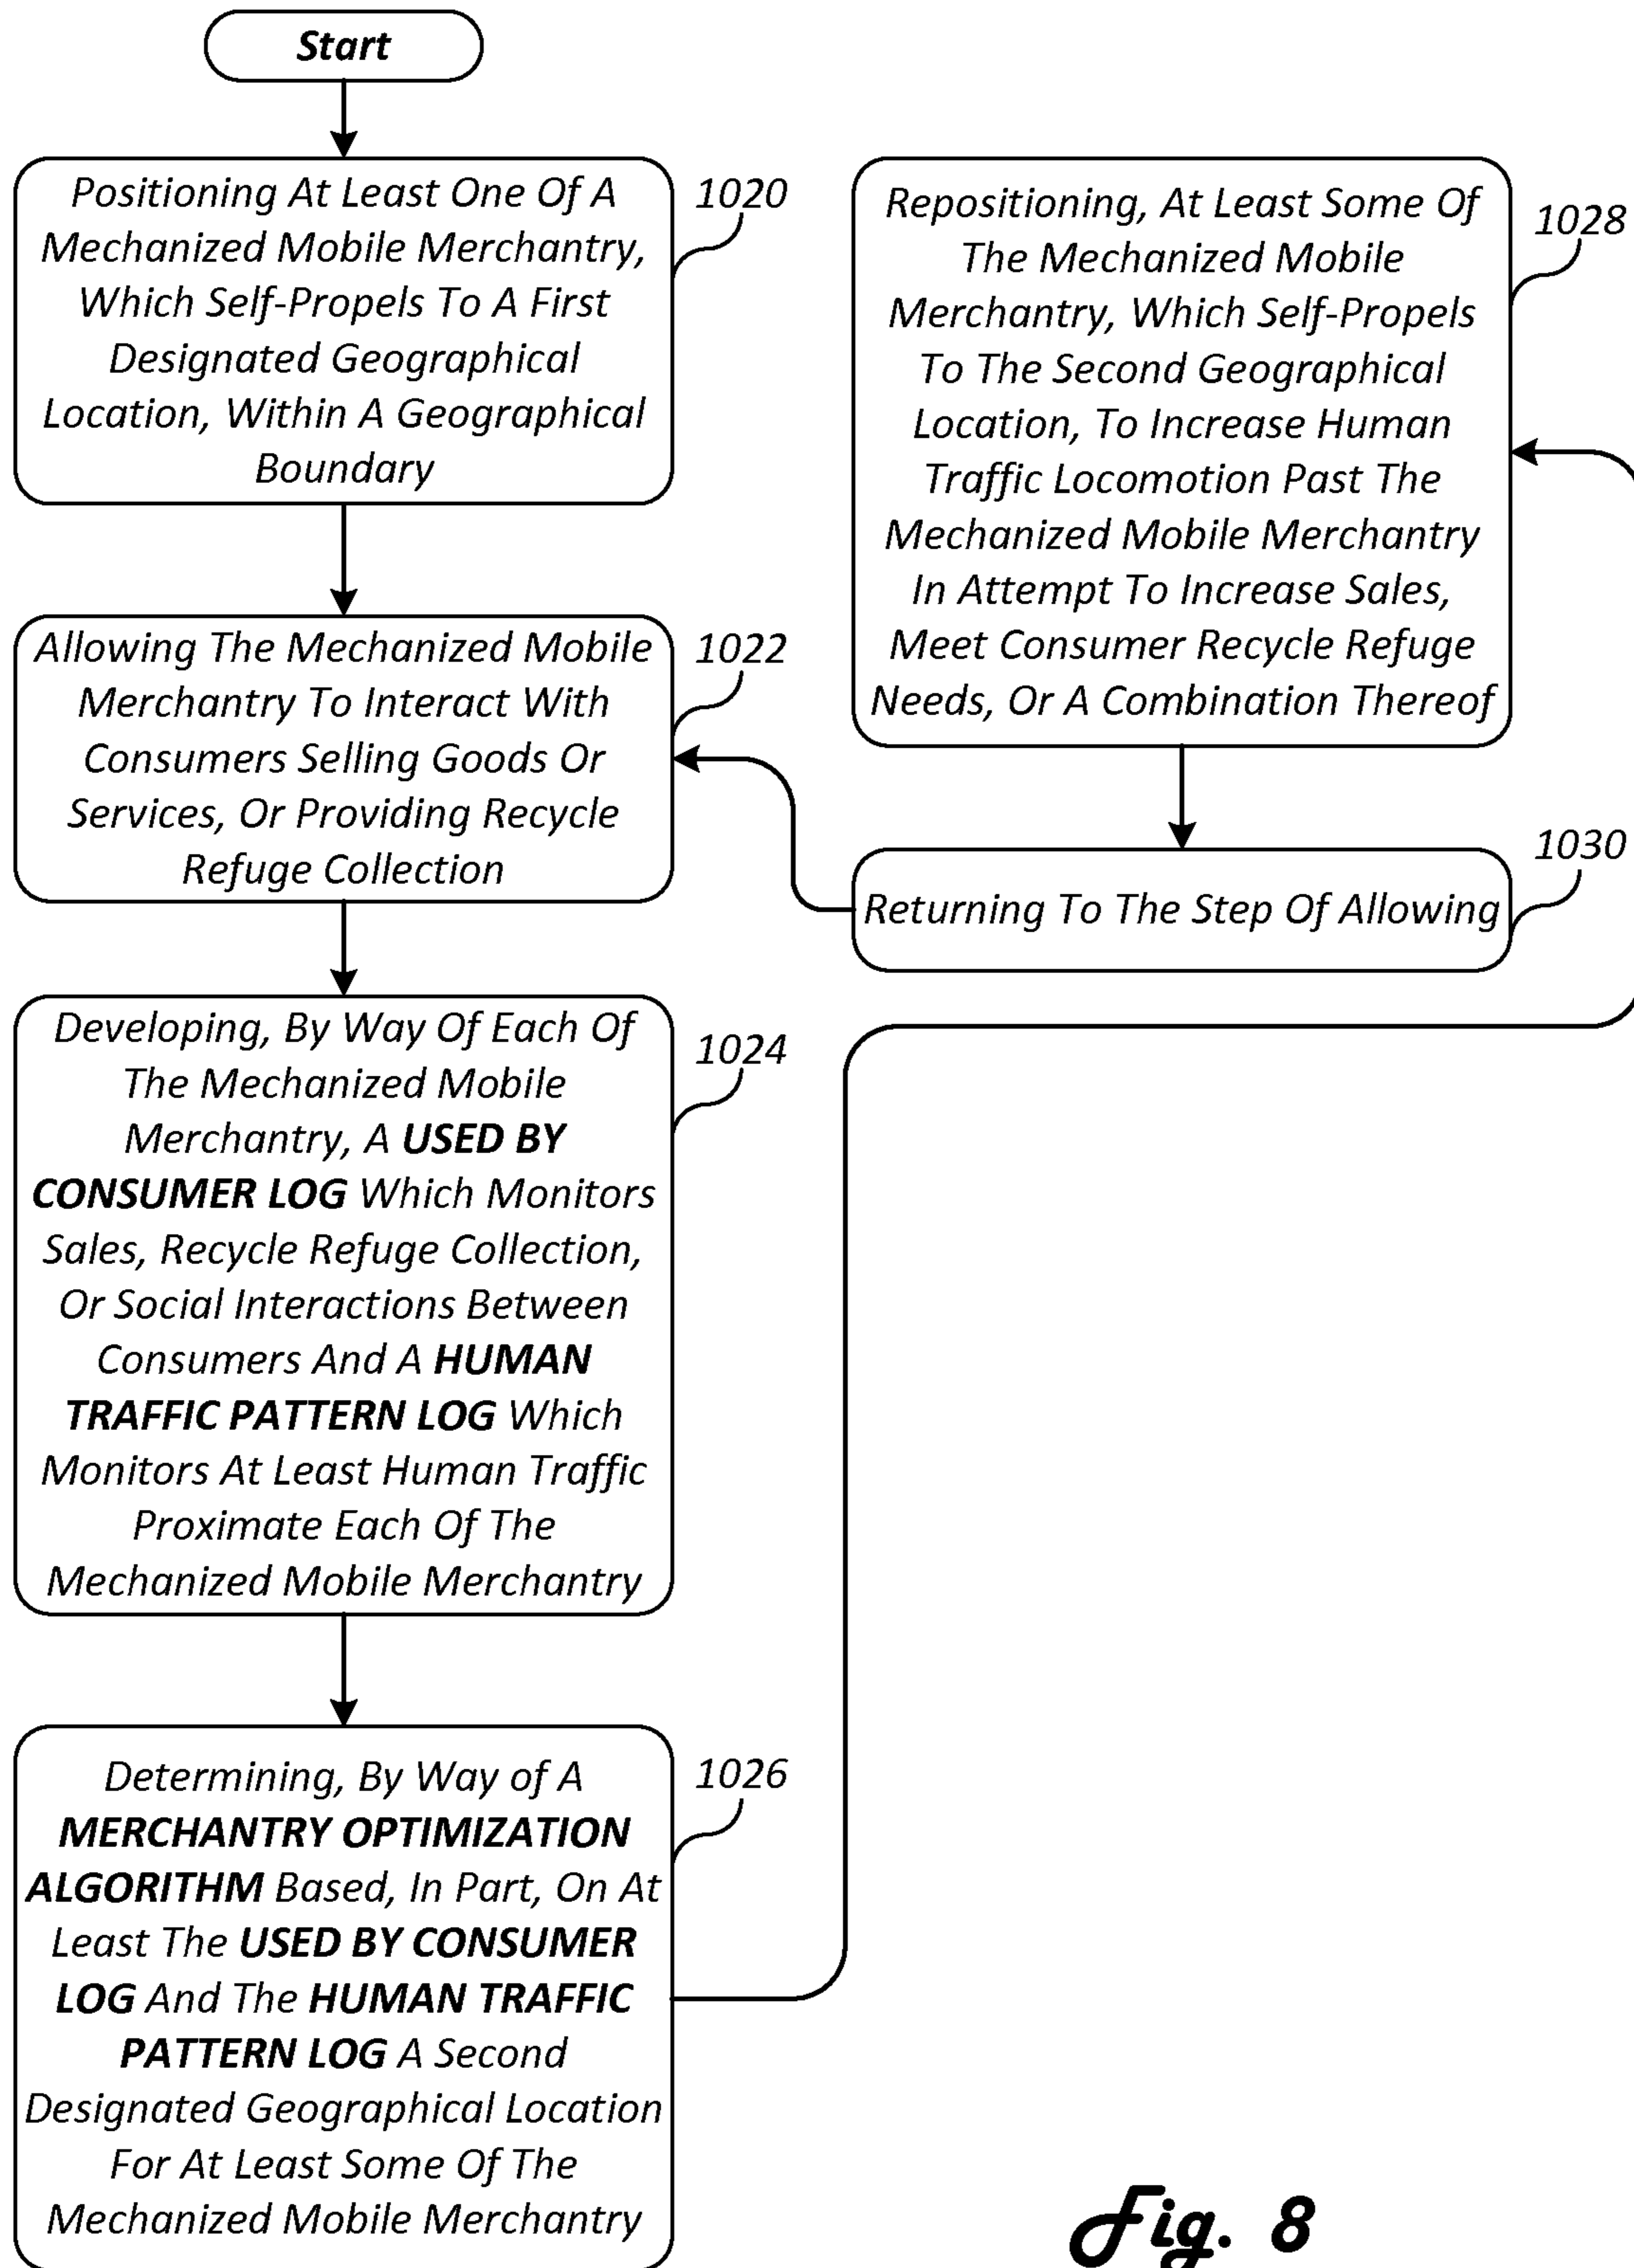 Start
Positioning At Least One Of A
Mechanized Mobile Merchantry,
Which Self-Propels To A First
Designated Geographical
Location, Within A Geographical
Boundary
1020
Allowing The Mechanized Mobile
Merchantry To Interact With
Consumers Selling Goods Or
Services, Or Providing Recycle
Refuge Collection
1022
Developing, By Way Of Each Of
The Mechanized Mobile
Merchantry, A USED BY
CONSUMER LOG Which Monitors
Sales, Recycle Refuge Collection,
Or Social Interactions Between
Consumers And A HUMAN
TRAFFIC PATTERN LOG Which
Monitors At Least Human Traffic
Proximate Each Of The
Mechanized Mobile Merchantry
1024
Determining, By Way of A
MERCHANTRY OPTIMIZATION
ALGORITHM Based, In Part, On At
Least The USED BY CONSUMER
LOG And The HUMAN TRAFFIC
PATTERN LOG A Second
Designated Geographical Location
For At Least Some Of The
Mechanized Mobile Merchantry
1026
Repositioning, At Least Some Of
The Mechanized Mobile
Merchantry, Which Self-Propels
To The Second Geographical
Location, To Increase Human
Traffic Locomotion Past The
Mechanized Mobile Merchantry
In Attempt To Increase Sales,
Meet Consumer Recycle Refuge
Needs, Or A Combination Thereof
1028
Returning To The Step Of Allowing
1030
Fig. 8